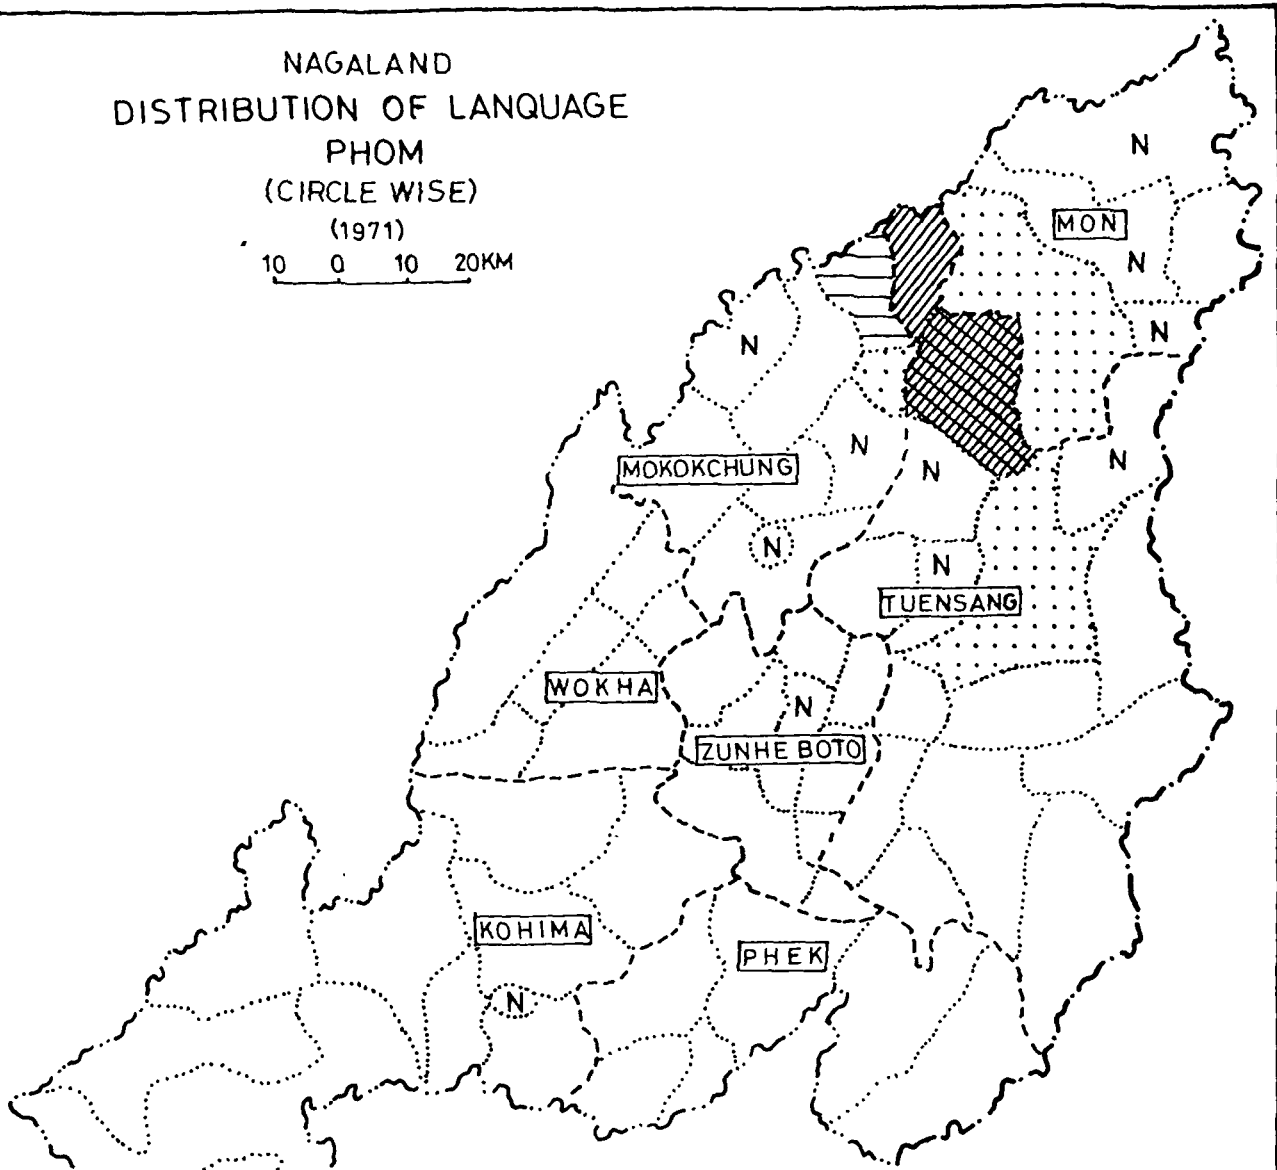 NAGALAND
DISTRIBUTION OF LANQUAGE
PHOM
(CIRCLE WISE)
(1971)
10 0 10 20KM
N
MON
N
N
N
N
N
N
MOKOKCHUNG
N
N
TUENSANG
WOKHA
N
ZUNHE BOTO
KOHIMA
PHEK
N